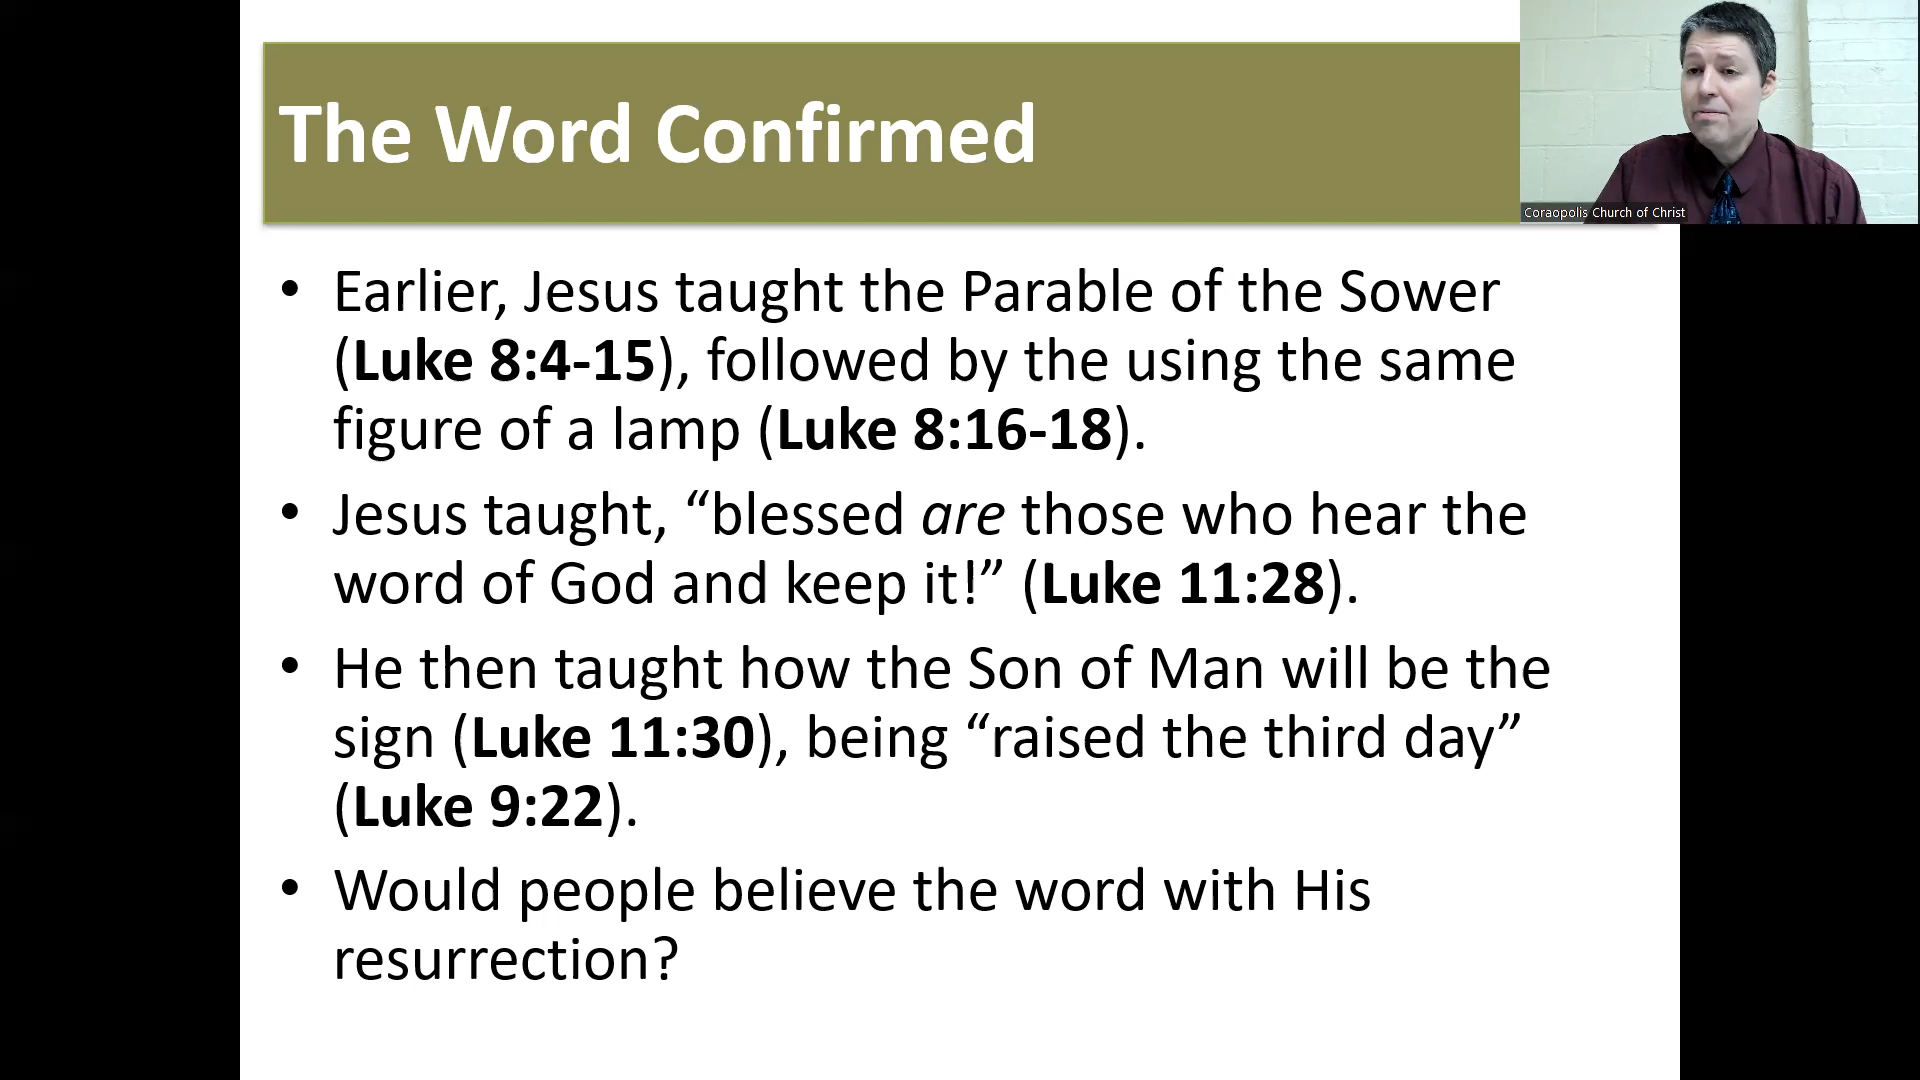 The Word Confirmed
Coraopolis Church of Christ
• Earlier, Jesus taught the Parable of the Sower
(Luke 8:4-15), followed by the using the same
figure of a lamp (Luke 8:16-18).
• Jesus taught, “blessed are those who hear the
word of God and keep it!” (Luke 11:28).
• He then taught how the Son of Man will be the
sign (Luke 11:30), being “raised the third day”
(Luke 9:22).
• Would people believe the word with His
resurrection?